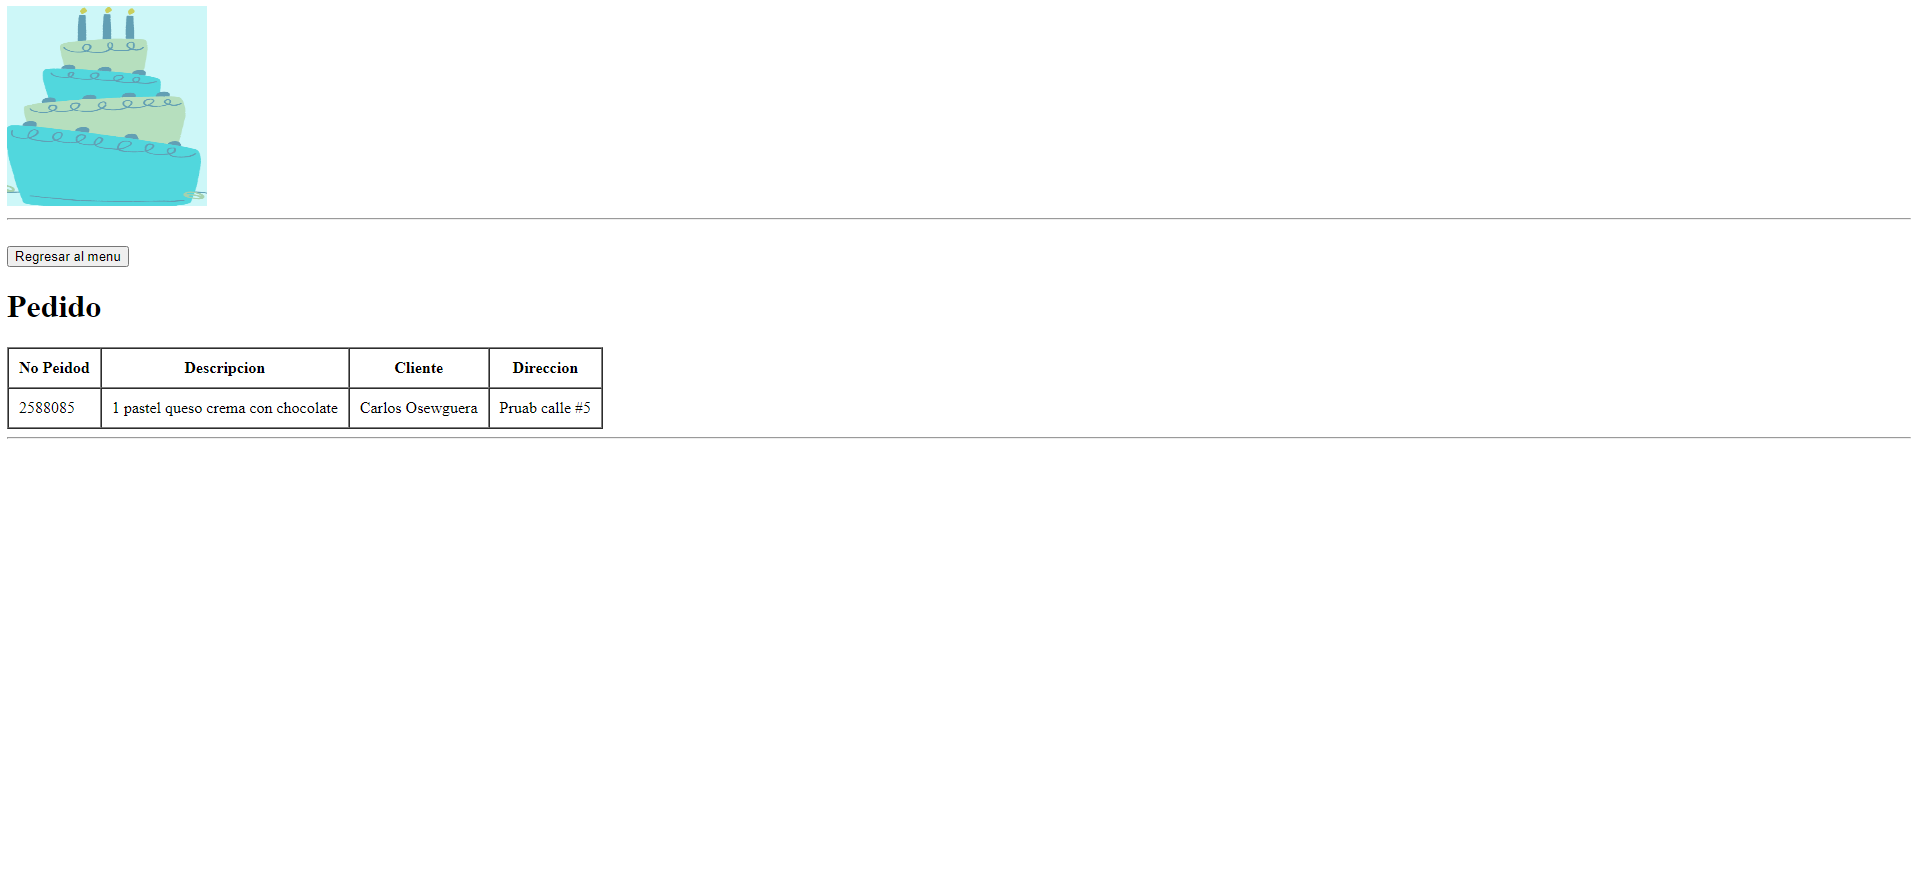 Regresar al menu
Pedido
No Peidod Descripcion Cliente Direccion
2588085 1 pastel queso crema con chocolate Carlos Osewguera Pruab calle #5